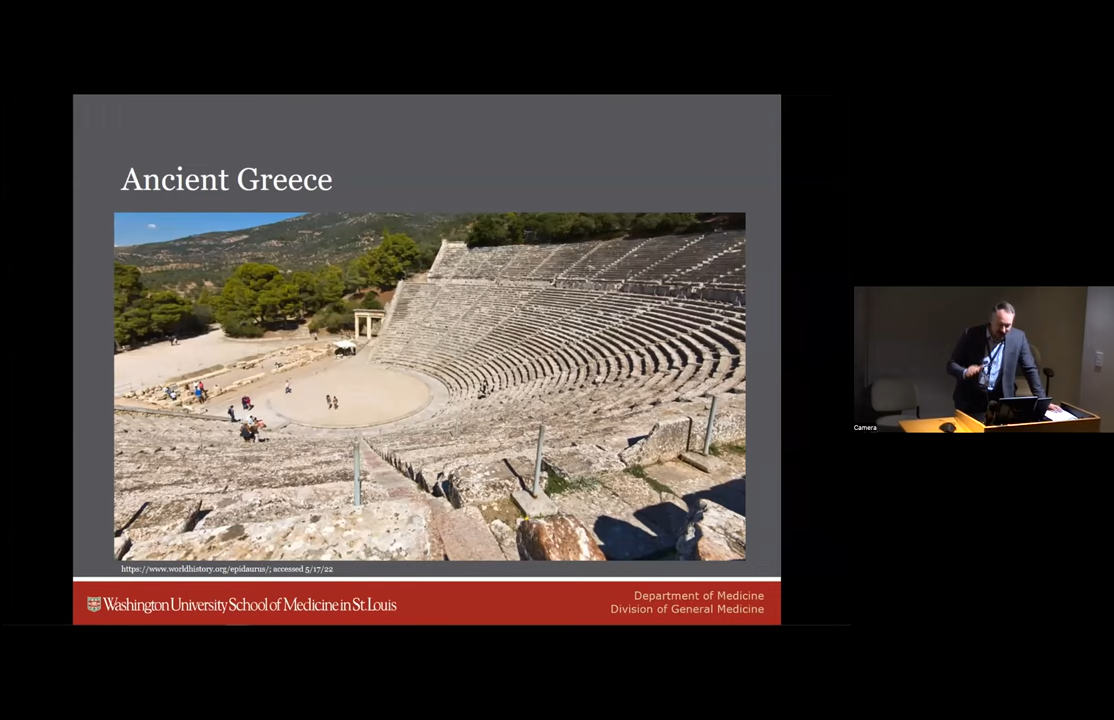 Ancient Greece
https://www.worldhistory.org/epidaurus/; accessed 5/17/22
Washington University School of Medicine in St. Louis
Department of Medicine
Division of General Medicine
Camera